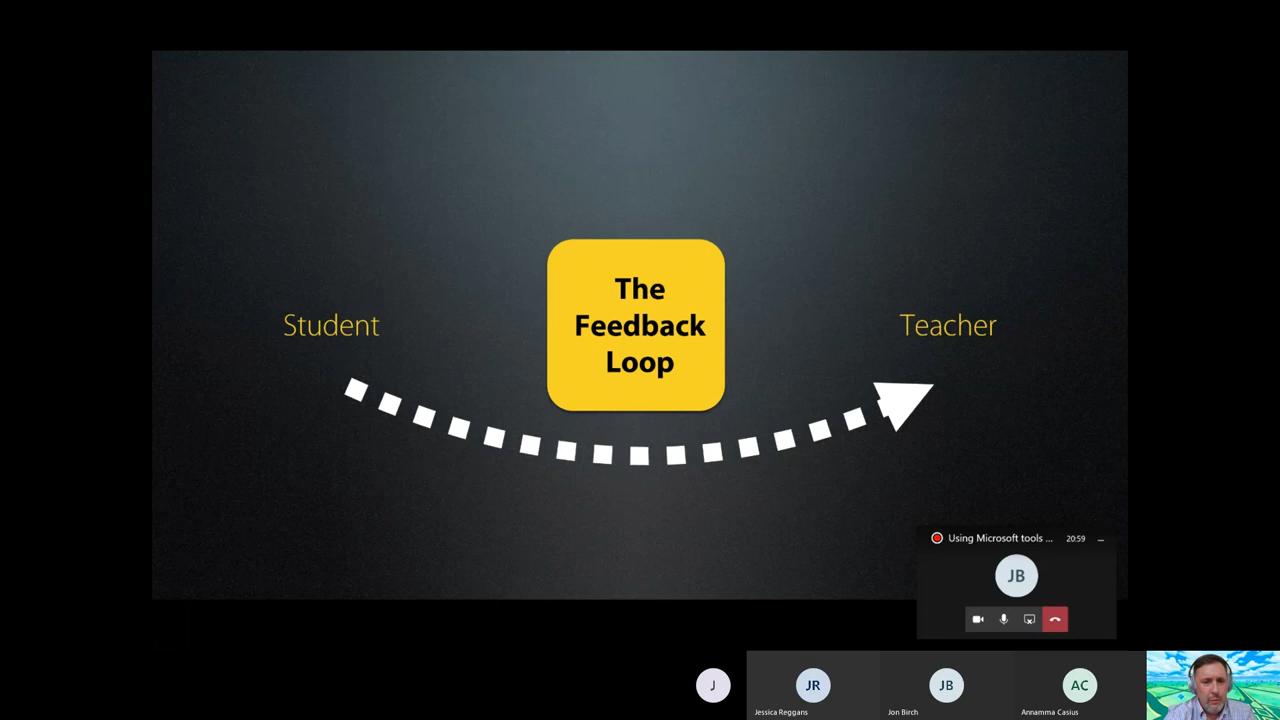 The
Feedback
Loop
Student
Teacher
Using Microsoft tools ...
20:59
JB
J
JR
Jessica Reggans
JB
Jon Birch
AC
Annamma Casius